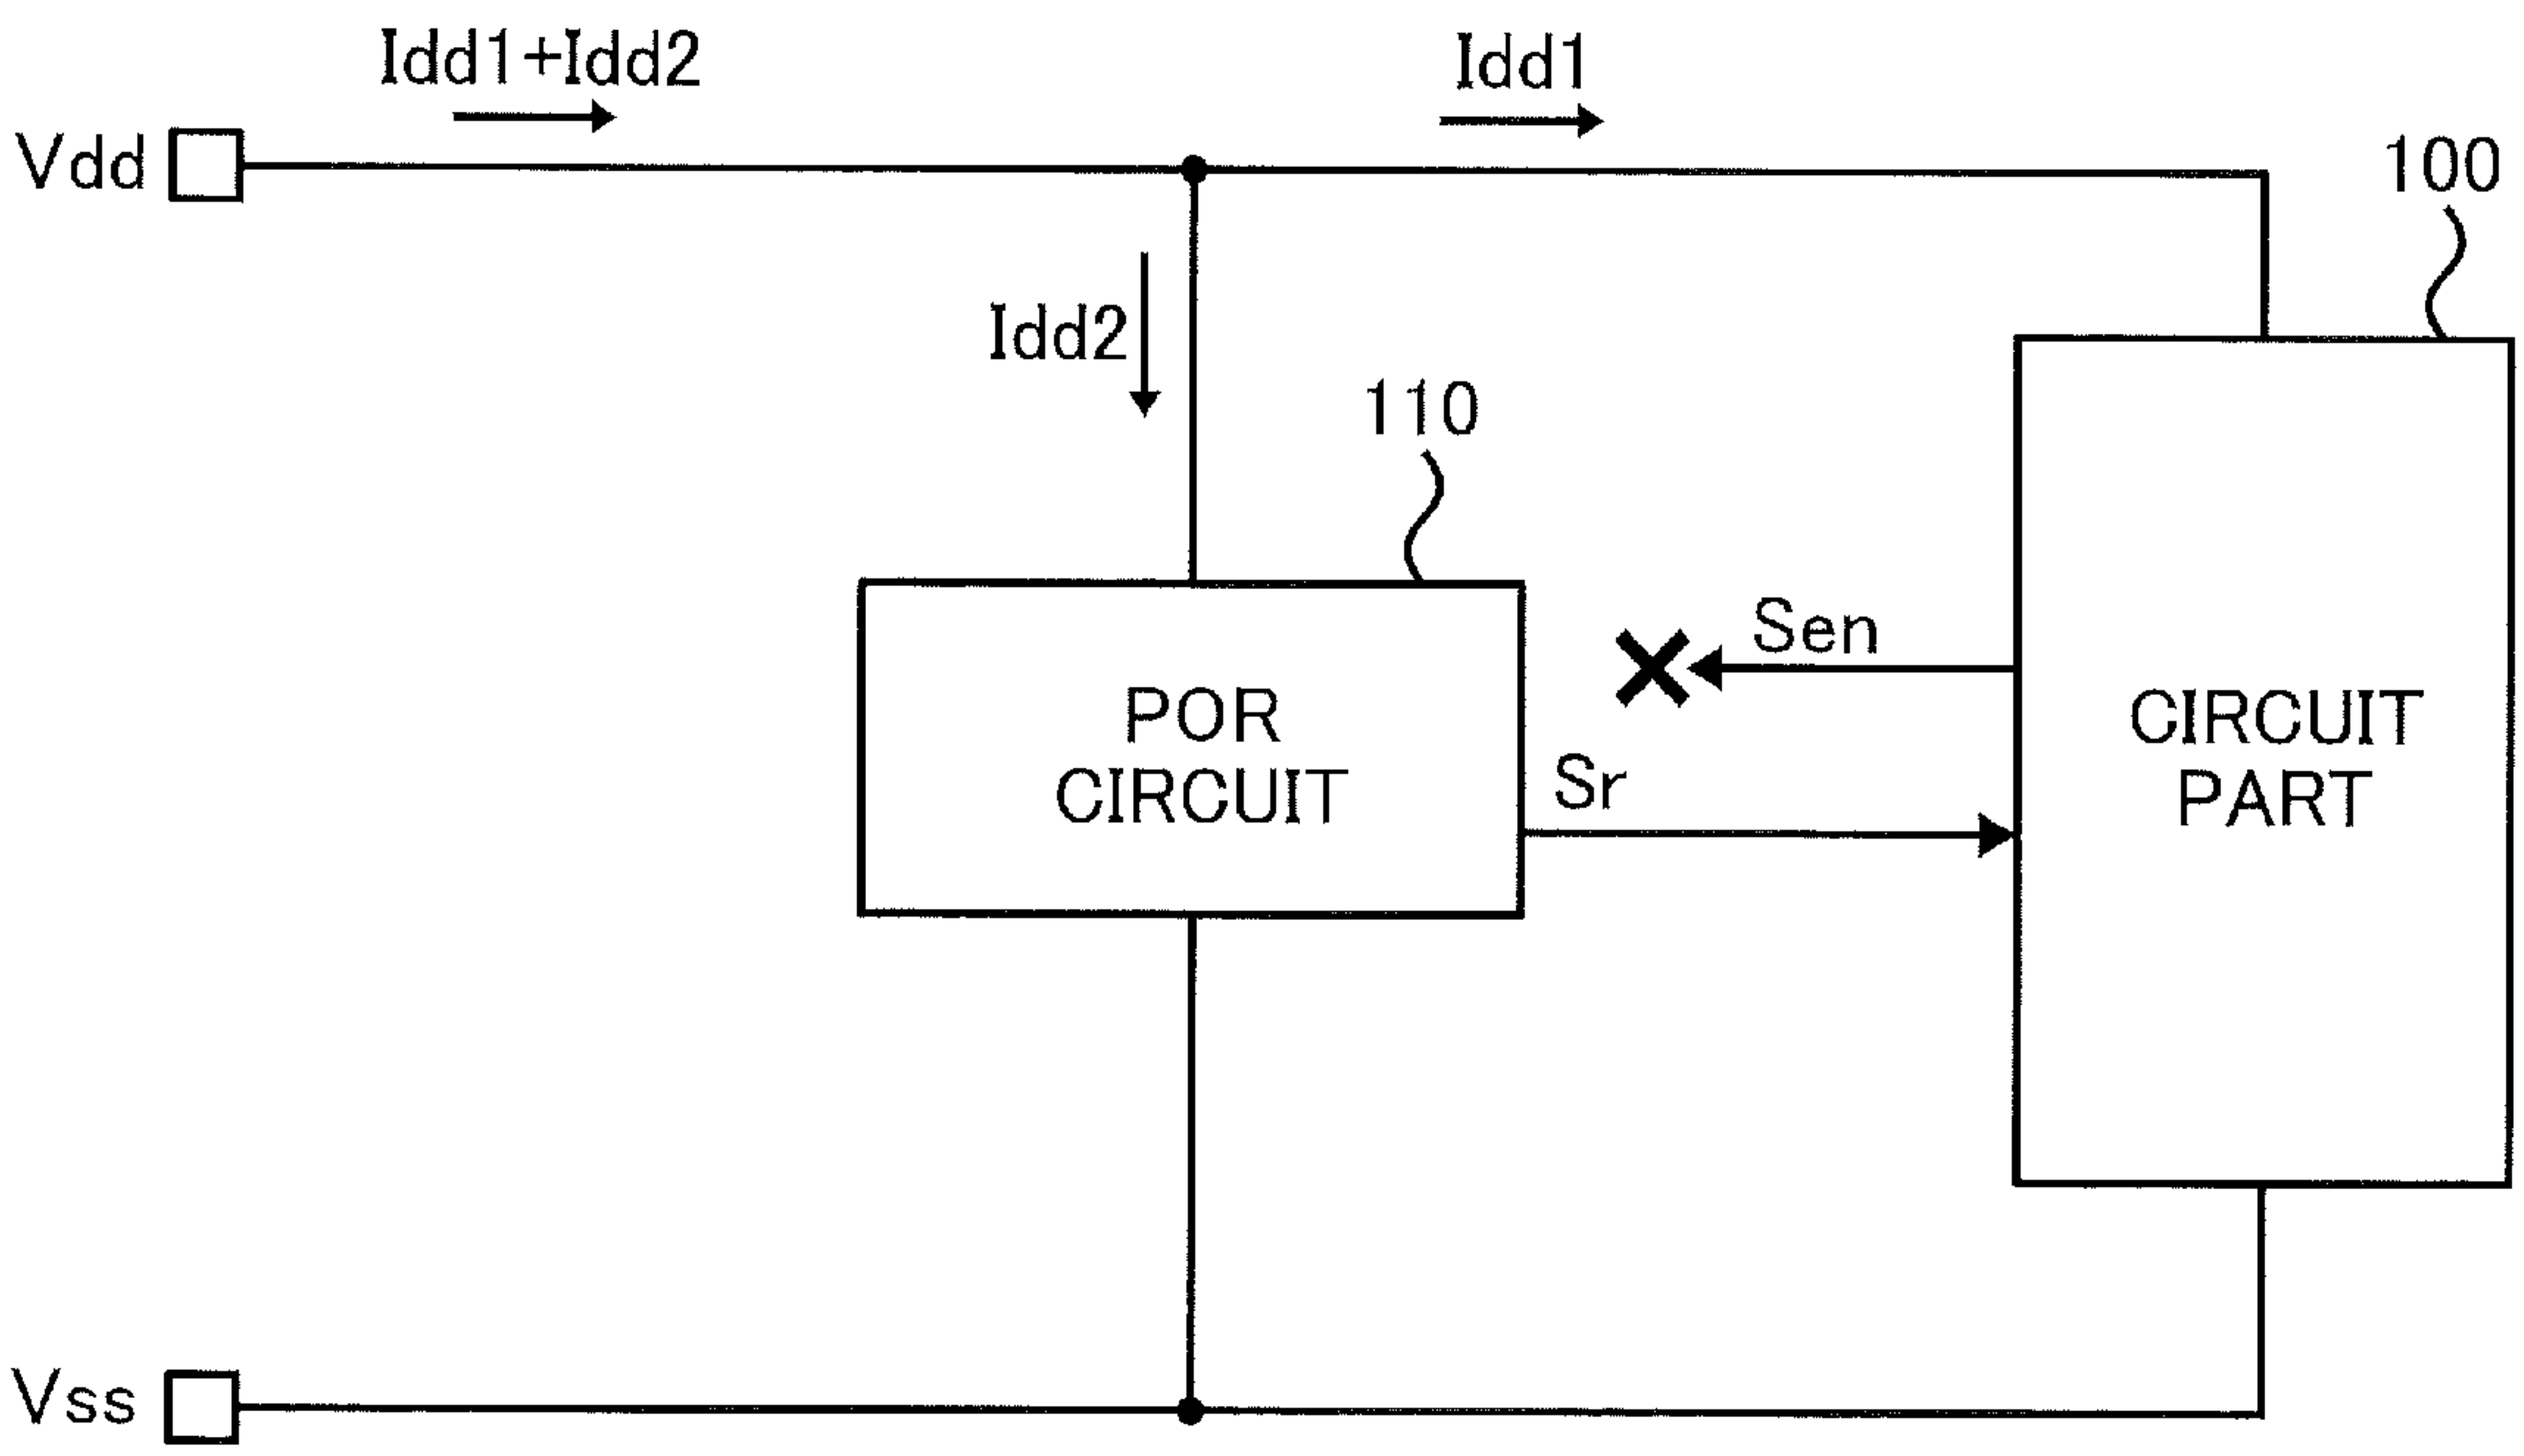 Idd1+Idd2
Idd1
Vdd
100
Idd2
110
Sen
POR
CIRCUIT
Sr
CIRCUIT
PART
Vss